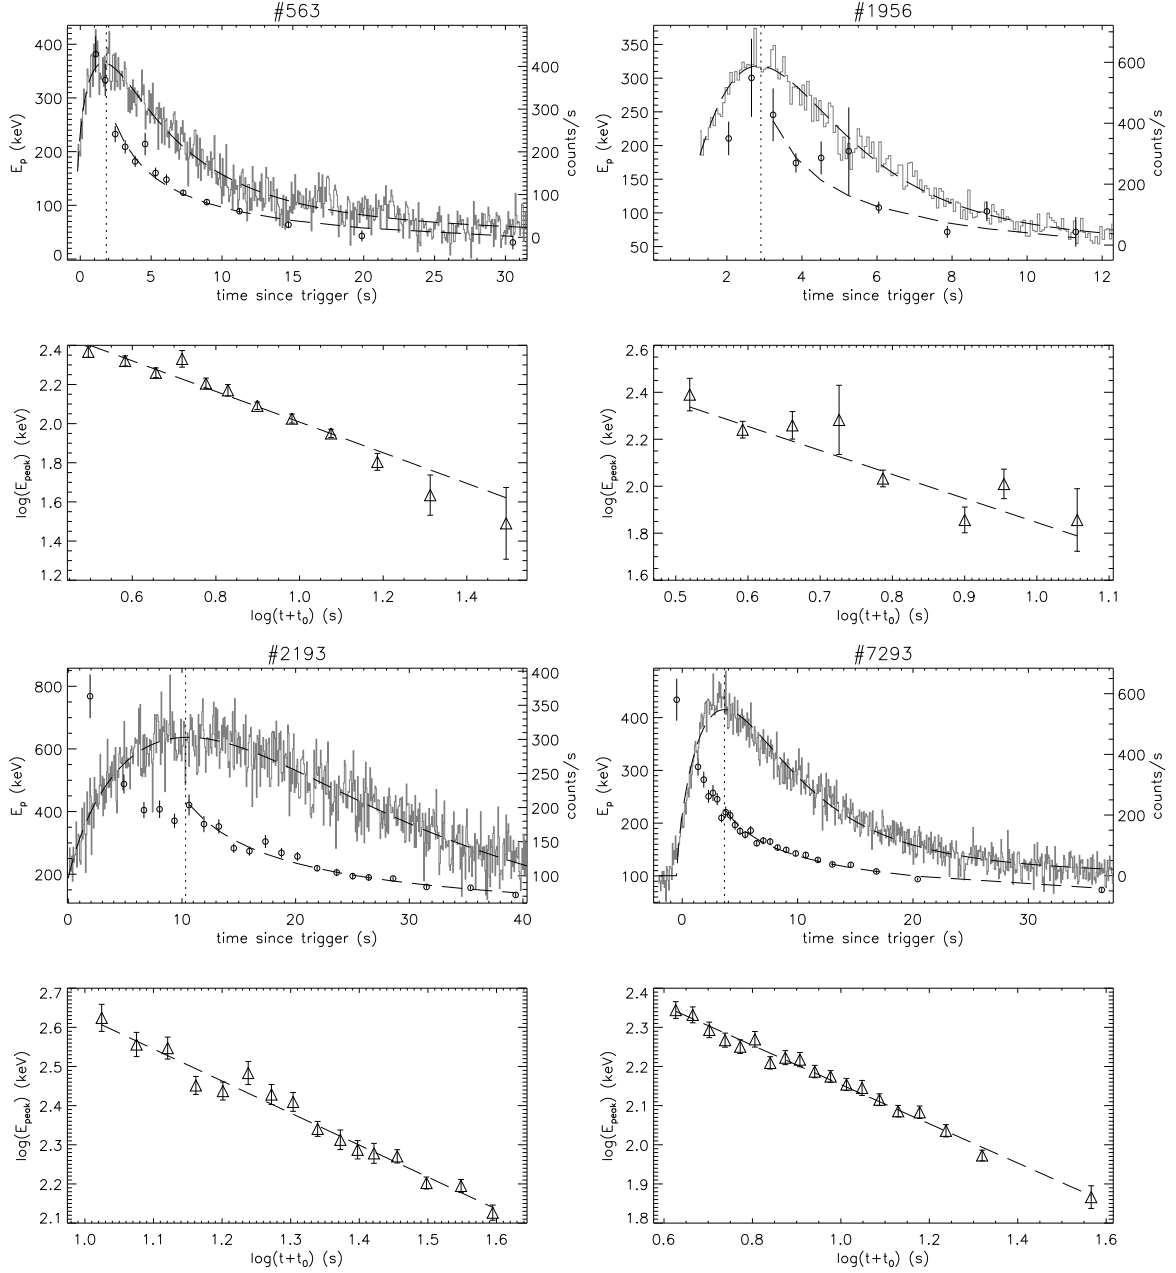 #563
400
300
200
100
0
E_p (keV)
400
300
200
100
0
counts/s
0 5 10 15 20 25 30
time since trigger (s)
#1956
350
300
250
200
150
100
50
E_p (keV)
600
400
200
0
counts/s
2 4 6 8 10 12
time since trigger (s)
2.4
2.2
2.0
1.8
1.6
1.4
1.2
log(E_peak) (keV)
0.6 0.8 1.0 1.2 1.4
log(t+t_0) (s)
2.6
2.4
2.2
2.0
1.8
1.6
log(E_peak) (keV)
0.5 0.6 0.7 0.8 0.9 1.0 1.1
log(t+t_0) (s)
#2193
800
600
400
200
E_p (keV)
400
350
300
250
200
150
100
counts/s
0 10 20 30 40
time since trigger (s)
#7293
400
300
200
100
E_p (keV)
600
400
200
0
counts/s
0 10 20 30
time since trigger (s)
2.7
2.6
2.5
2.4
2.3
2.2
2.1
log(E_peak) (keV)
1.0 1.1 1.2 1.3 1.4 1.5 1.6
log(t+t_0) (s)
2.4
2.3
2.2
2.1
2.0
1.9
1.8
log(E_peak) (keV)
0.6 0.8 1.0 1.2 1.4 1.6
log(t+t_0) (s)